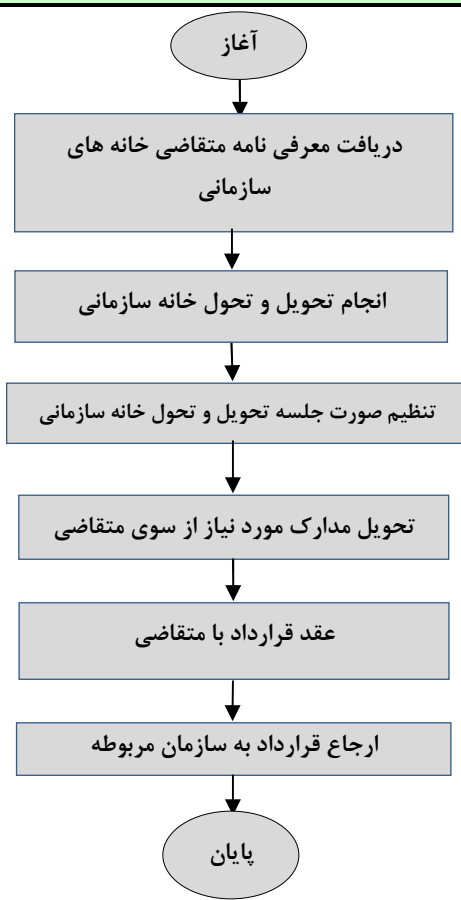 آغاز
دریافت معرفی نامه متقاضی خانه های
سازمانی
انجام تحویل و تحول خانه سازمانی
تنظیم صورت جلسه تحویل و تحول خانه سازمانی
تحویل مدارک مورد نیاز از سوی متقاضی
عقد قرارداد با متقاضی
ارجاع قرارداد به سازمان مربوطه
پایان